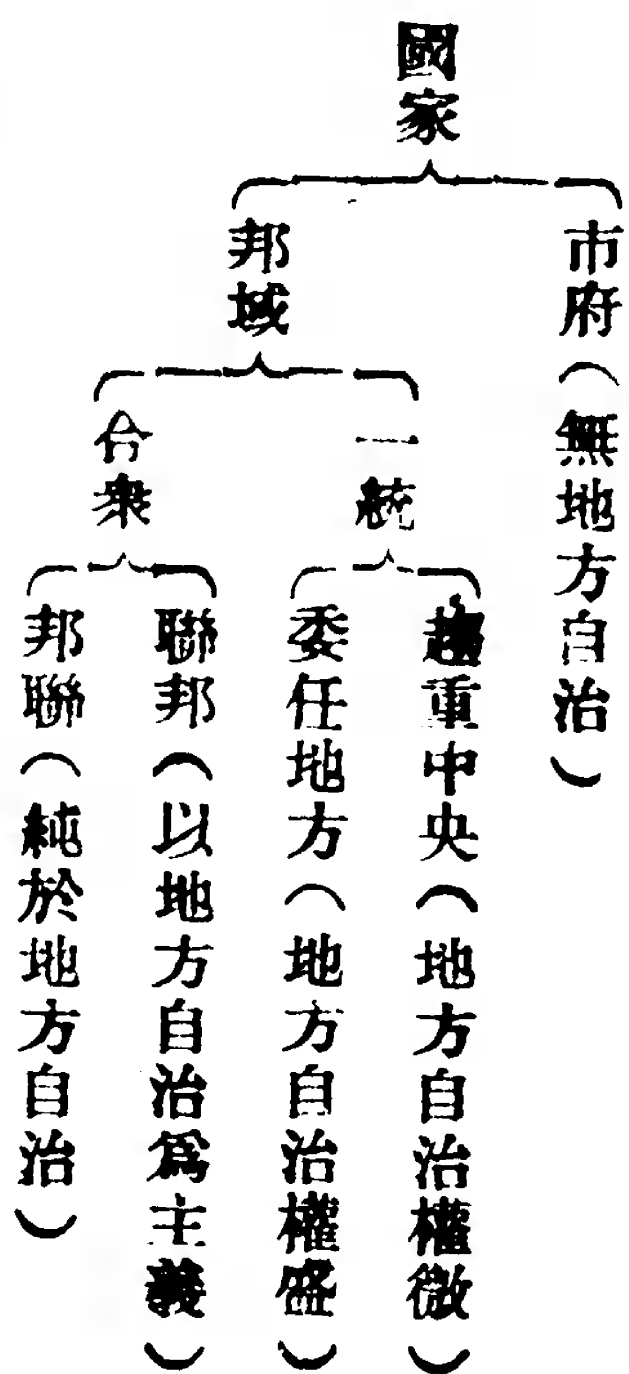 國家
市府（無地方自治）
邦域
一統
趨重中央（地方自治權微）
委任地方（地方自治權盛）
合衆
聯邦（以地方自治爲主義）
邦聯（純於地方自治）